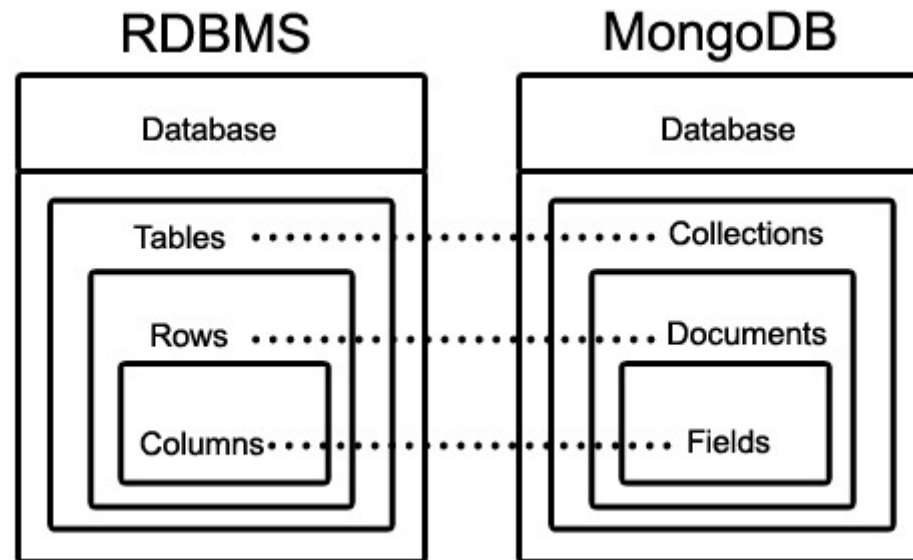 RDBMS MongoDB
Database Database
Tables Collections
Rows Documents
Columns Fields